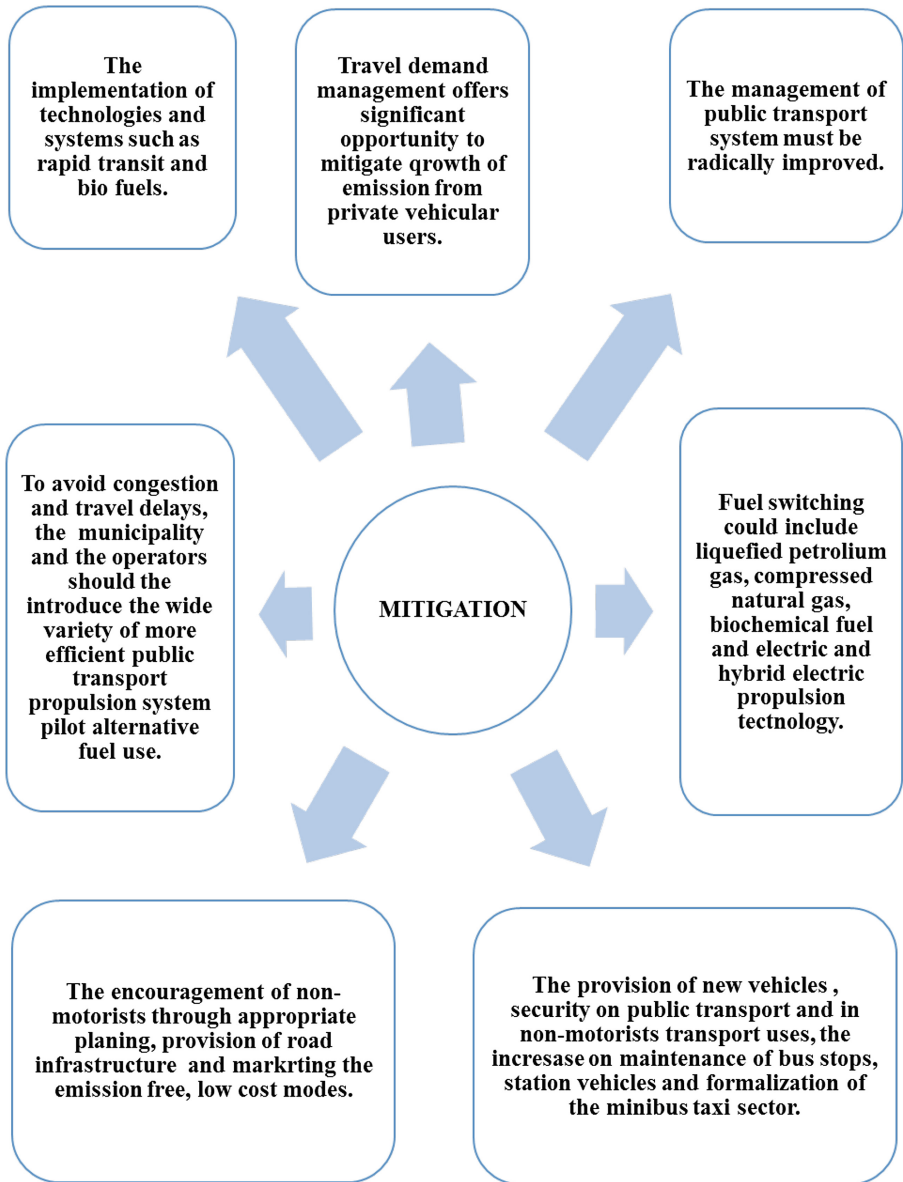 The
implementation of
technologies and
systems such as
rapid transit and
bio fuels.
Travel demand
management offers
significant
opportunity to
mitigate qrowth of
emission from
private vehicular
users.
The management of
public transport
system must be
radically improved.
To avoid congestion
and travel delays,
the municipality
and the operators
should the
introduce the wide
variety of more
efficient public
transport
propulsion system
pilot alternative
fuel use.
MITIGATION
Fuel switching
could include
liquefied petrolium
gas, compressed
natural gas,
biochemical fuel
and electric and
hybrid electric
propulsion
tectnology.
The encouragement of non-
motorists through appropriate
planing, provision of road
infrastructure and markrting the
emission free, low cost modes.
The provision of new vehicles ,
security on public transport and in
non-motorists transport uses, the
incresase on maintenance of bus stops,
station vehicles and formalization of
the minibus taxi sector.